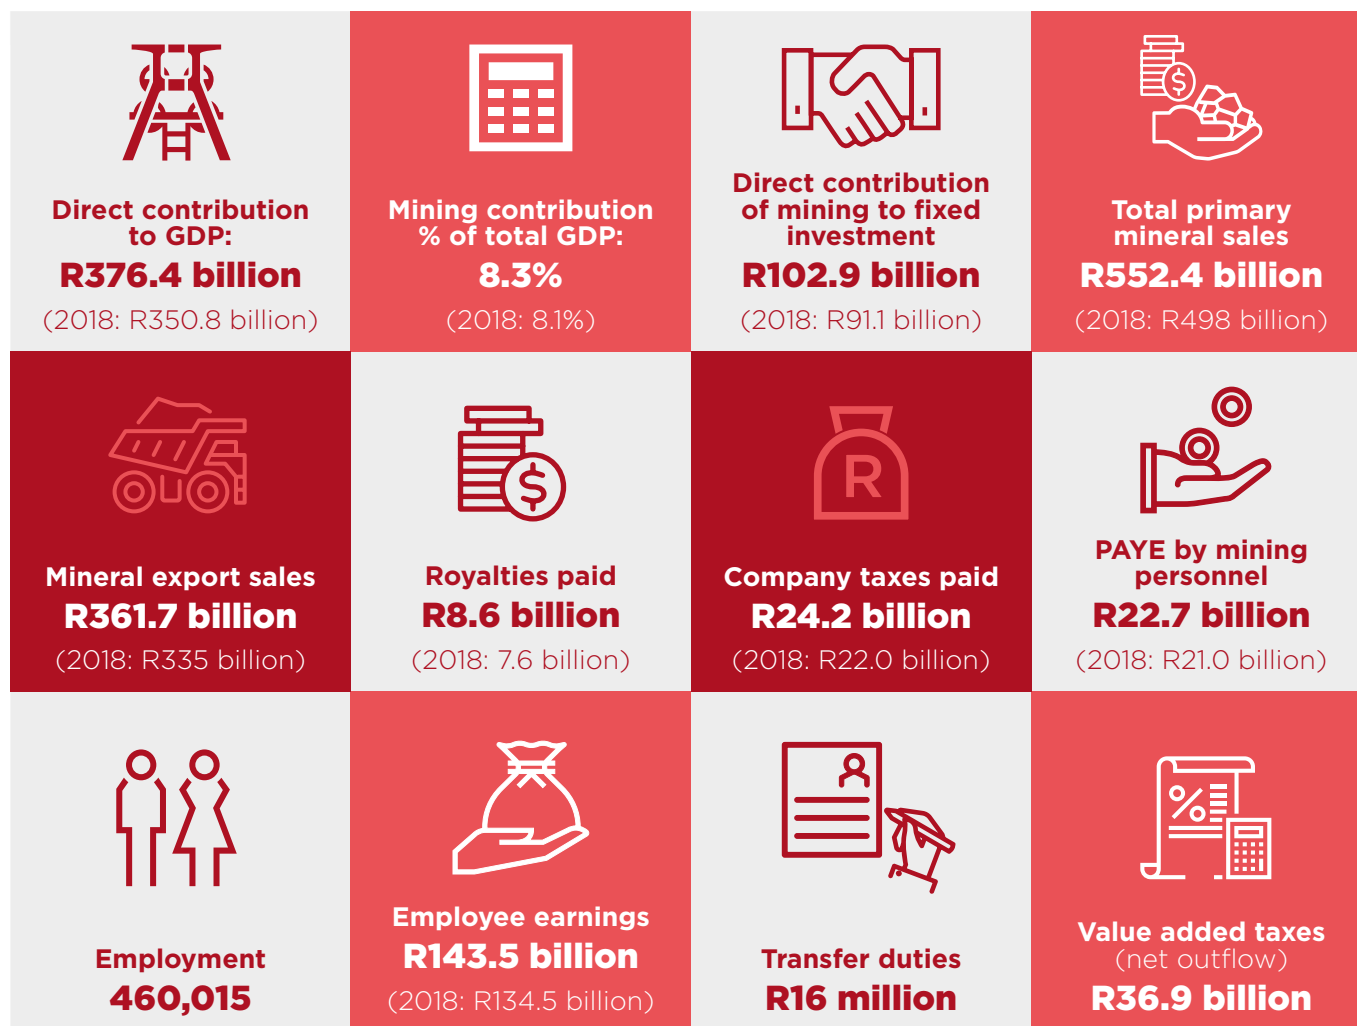 Direct contribution
to GDP:
R376.4 billion
(2018: R350.8 billion)
Mining contribution
% of total GDP:
8.3%
(2018: 8.1%)
Direct contribution
of mining to fixed
investment
R102.9 billion
(2018: R91.1 billion)
$
Total primary
mineral sales
R552.4 billion
(2018: R498 billion)
Mineral export sales
R361.7 billion
(2018: R335 billion)
$
Royalties paid
R8.6 billion
(2018: 7.6 billion)
R
Company taxes paid
R24.2 billion
(2018: R22.0 billion)
PAYE by mining
personnel
R22.7 billion
(2018: R21.0 billion)
Employment
460,015
Employee earnings
R143.5 billion
(2018: R134.5 billion)
Transfer duties
R16 million
%
Value added taxes
(net outflow)
R36.9 billion